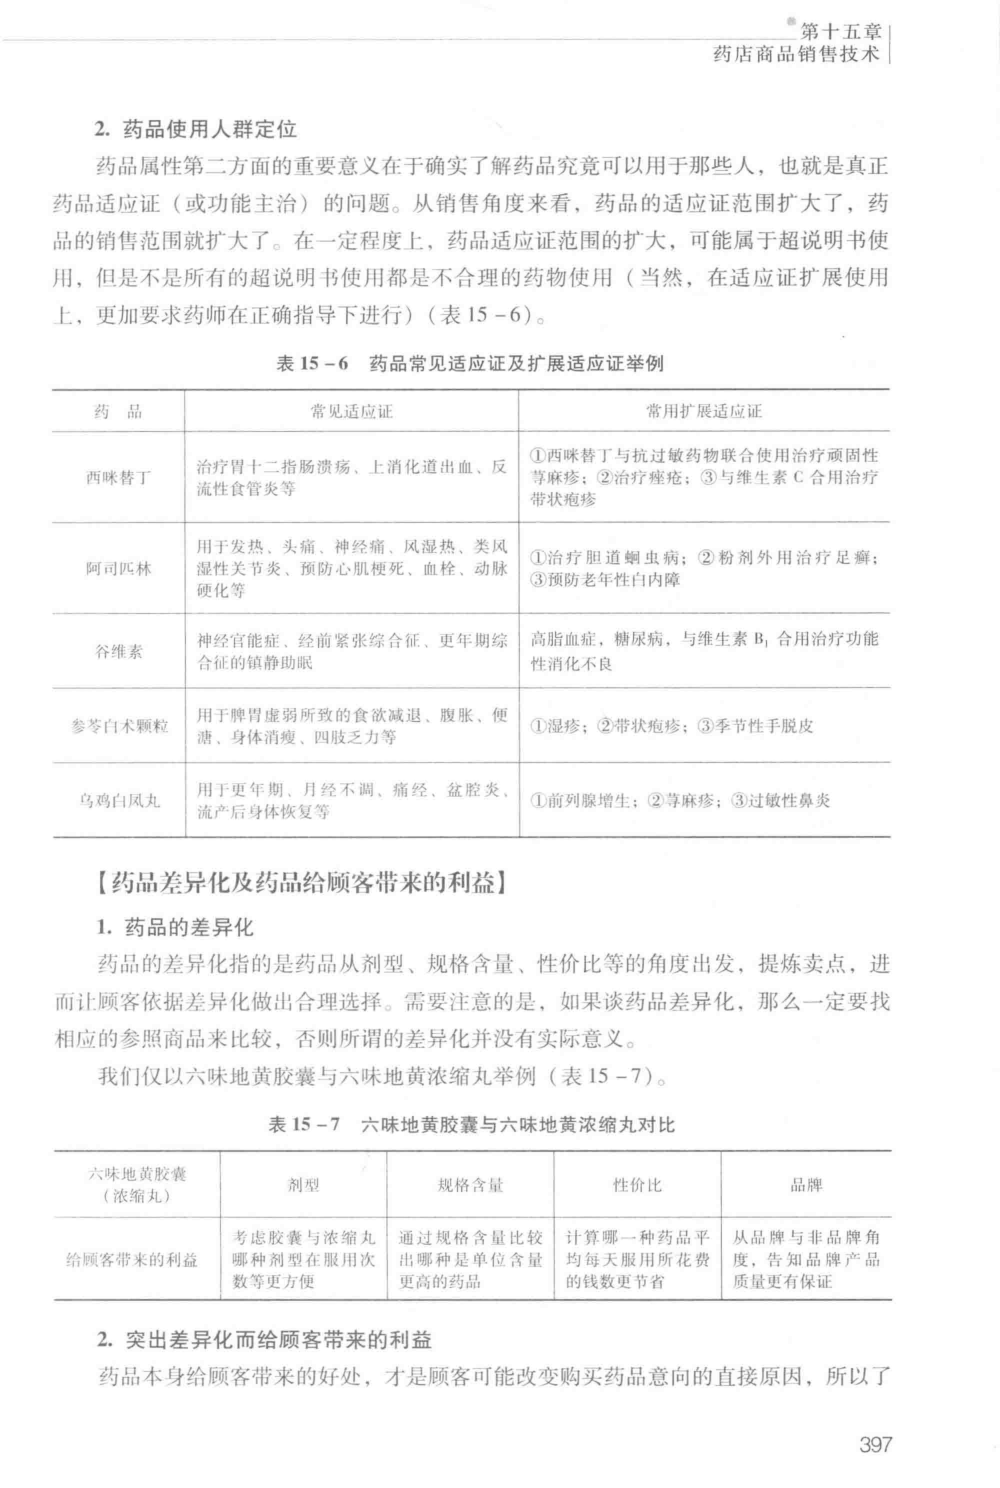 第十五章
药店商品销售技术
2. 药品使用人群定位
药品属性第二方面的重要意义在于确实了解药品究竟可以用于那些人，也就是真正
药品适应证（或功能主治）的问题。从销售角度来看，药品的适应证范围扩大了，药
品的销售范围就扩大了。在一定程度上，药品适应证范围的扩大，可能属于超说明书使
用，但是不是所有的超说明书使用都是不合理的药物使用（当然，在适应证扩展使用
上，更加要求药师在正确指导下进行）（表 15－6）。
表 15－6 药品常见适应证及扩展适应证举例
药 品 常见适应证 常用扩展适应证
西咪替丁
治疗胃十二指肠溃疡、上消化道出血、反
流性食管炎等
①西咪替丁与抗过敏药物联合使用治疗顽固性
荨麻疹；②治疗痤疮；③与维生素 C 合用治疗
带状疱疹
阿司匹林
用于发热、头痛、神经痛、风湿热、类风
湿性关节炎、预防心肌梗死、血栓、动脉
硬化等
①治疗胆道蛔虫病；②粉剂外用治疗足癣；
③预防老年性白内障
谷维素
神经官能症、经前紧张综合征、更年期综
合征的镇静助眠
高脂血症，糖尿病，与维生素 B₁ 合用治疗功能
性消化不良
参苓白术颗粒
用于脾胃虚弱所致的食欲减退、腹胀、便
溏、身体消瘦、四肢乏力等
①湿疹；②带状疱疹；③季节性手脱皮
乌鸡白凤丸
用于更年期、月经不调、痛经、盆腔炎、
流产后身体恢复等
①前列腺增生；②荨麻疹；③过敏性鼻炎
【药品差异化及药品给顾客带来的利益】
1. 药品的差异化
药品的差异化指的是药品从剂型、规格含量、性价比等的角度出发，提炼卖点，进
而让顾客依据差异化做出合理选择。需要注意的是，如果谈药品差异化，那么一定要找
相应的参照商品来比较，否则所谓的差异化并没有实际意义。
我们仅以六味地黄胶囊与六味地黄浓缩丸举例（表 15－7）。
表 15－7 六味地黄胶囊与六味地黄浓缩丸对比
六味地黄胶囊
（浓缩丸）
剂型 规格含量 性价比 品牌
给顾客带来的利益
考虑胶囊与浓缩丸
哪种剂型在服用次
数等更方便
通过规格含量比较
出哪种是单位含量
更高的药品
计算哪一种药品平
均每天服用所花费
的钱数更节省
从品牌与非品牌角
度，告知品牌产品
质量更有保证
2. 突出差异化而给顾客带来的利益
药品本身给顾客带来的好处，才是顾客可能改变购买药品意向的直接原因，所以了
397